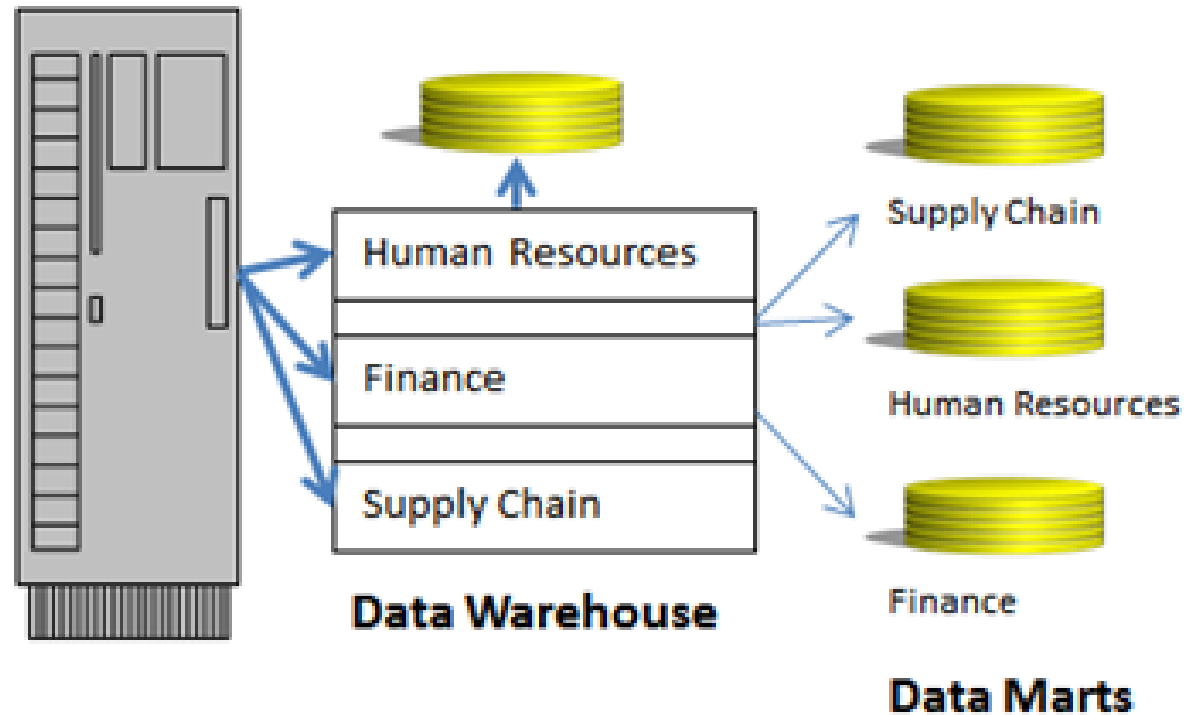 Human Resources
Finance
Supply Chain
Data Warehouse
Supply Chain
Human Resources
Finance
Data Marts